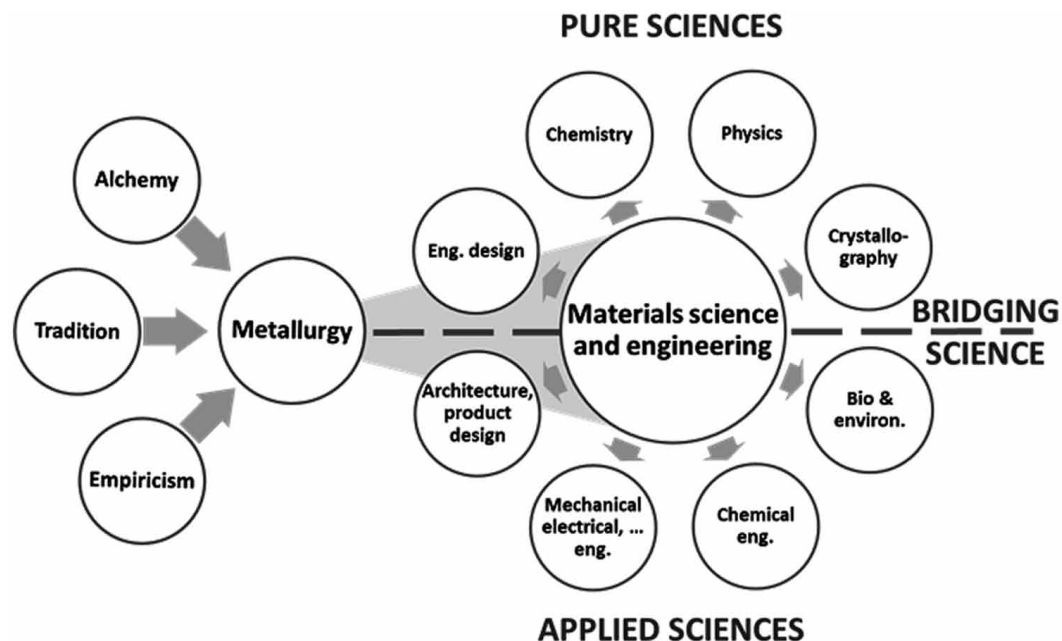 PURE SCIENCES
Chemistry
Physics
Alchemy
Eng. design
Crystallo-
graphy
Tradition
Metallurgy
Materials science
and engineering
BRIDGING
SCIENCE
Architecture,
product
design
Bio &
environ.
Empiricism
Mechanical
electrical, ...
eng.
Chemical
eng.
APPLIED SCIENCES